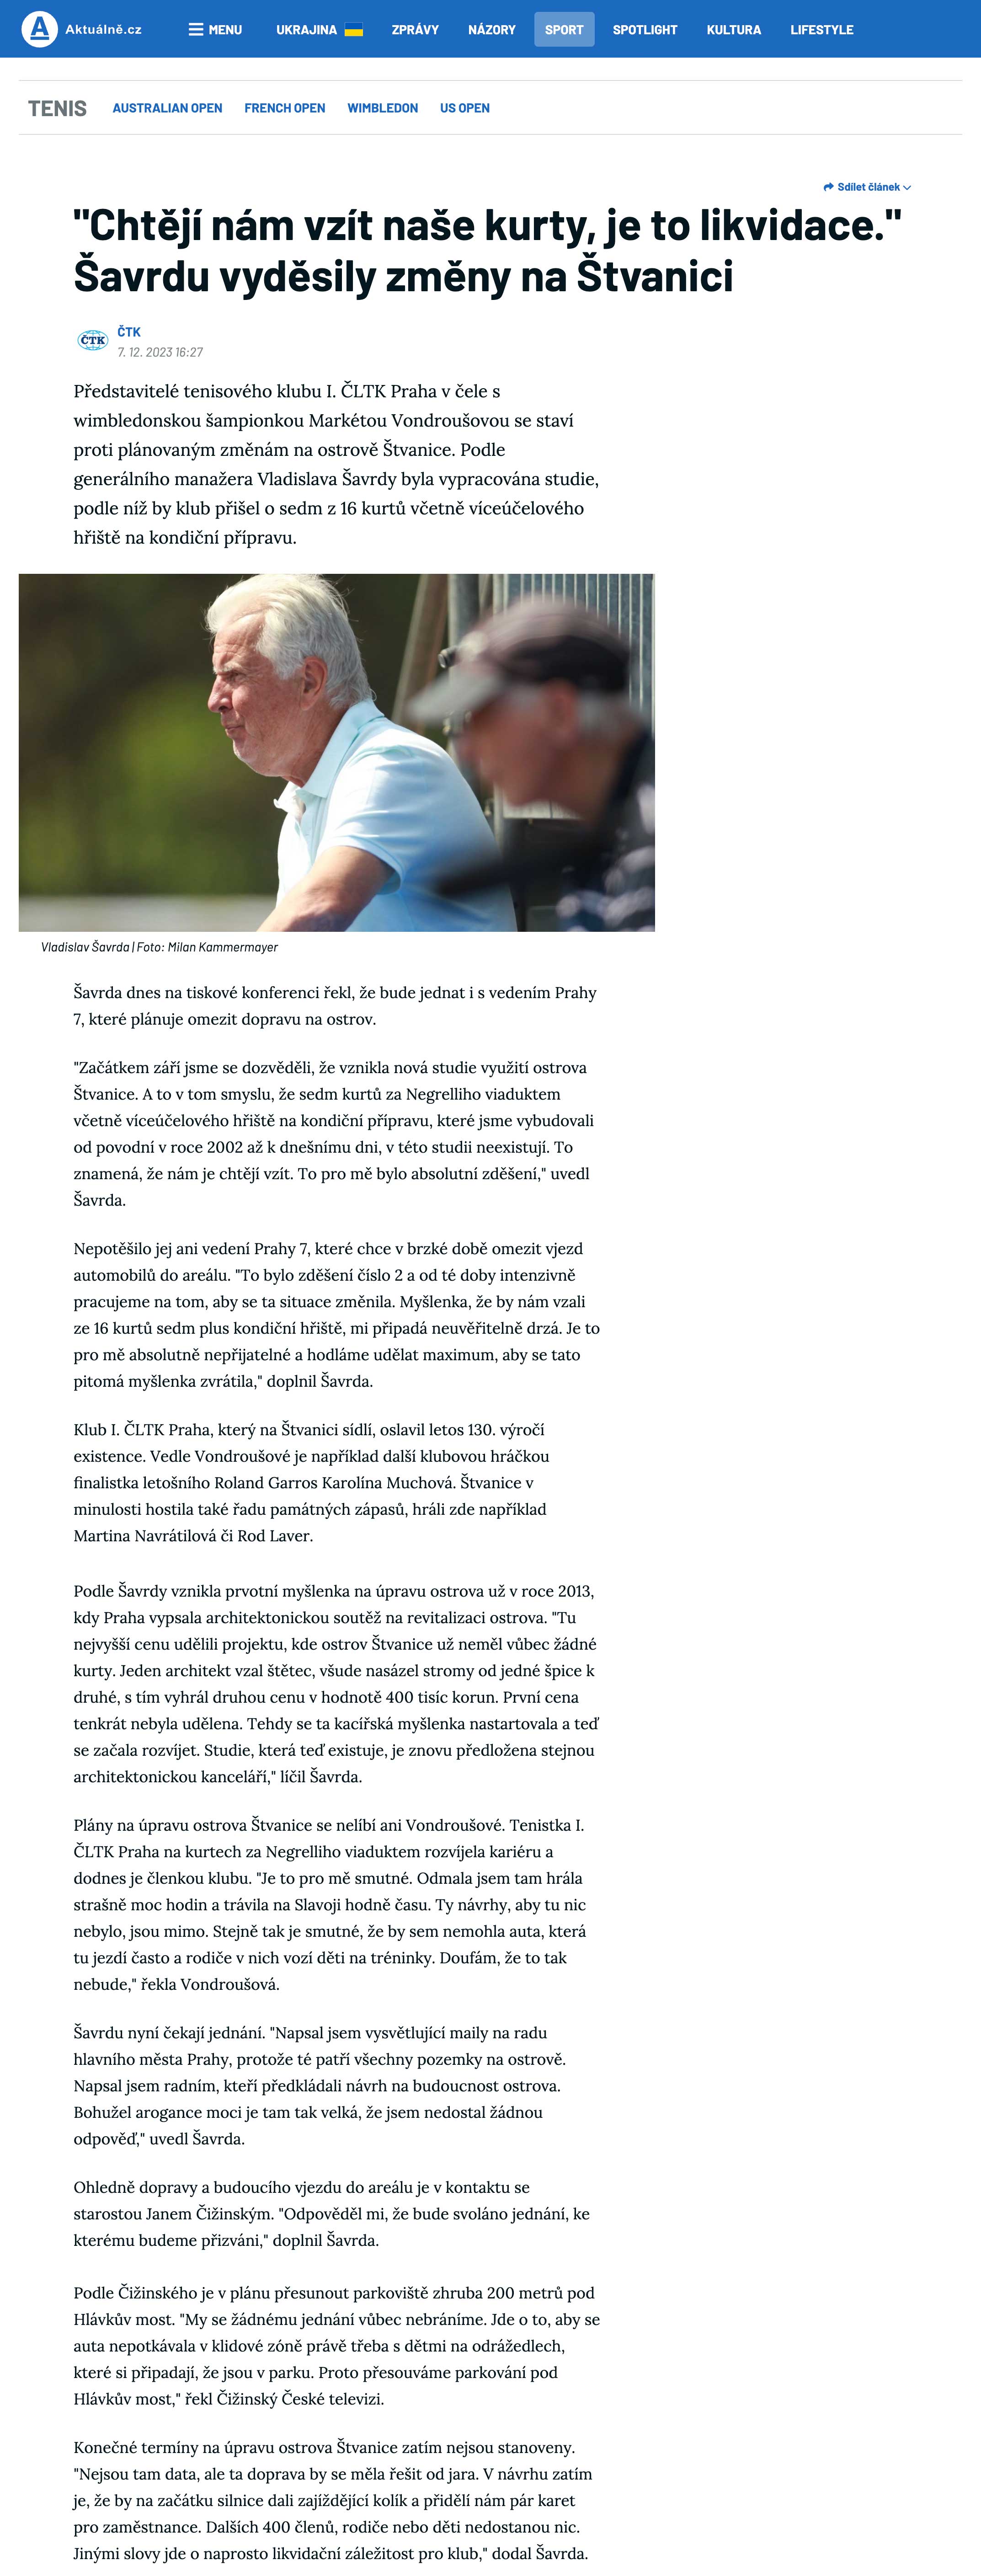 Aktuálně.cz
MENU
UKRAJINA
ZPRÁVY
NÁZORY
SPORT
SPOTLIGHT
KULTURA
LIFESTYLE
TENIS
AUSTRALIAN OPEN
FRENCH OPEN
WIMBLEDON
US OPEN
Sdílet článek
"Chtějí nám vzít naše kurty, je to likvidace."
Šavrdu vyděsily změny na Štvanici
ČTK
ČTK
7. 12. 2023 16:27
Představitelé tenisového klubu I. ČLTK Praha v čele s
wimbledonskou šampionkou Markétou Vondroušovou se staví
proti plánovaným změnám na ostrově Štvanice. Podle
generálního manažera Vladislava Šavrdy byla vypracována studie,
podle níž by klub přišel o sedm z 16 kurtů včetně víceúčelového
hřiště na kondiční přípravu.
Vladislav Šavrda | Foto: Milan Kammermayer
Šavrda dnes na tiskové konferenci řekl, že bude jednat i s vedením Prahy
7, které plánuje omezit dopravu na ostrov.
"Začátkem září jsme se dozvěděli, že vznikla nová studie využití ostrova
Štvanice. A to v tom smyslu, že sedm kurtů za Negrelliho viaduktem
včetně víceúčelového hřiště na kondiční přípravu, které jsme vybudovali
od povodní v roce 2002 až k dnešnímu dni, v této studii neexistují. To
znamená, že nám je chtějí vzít. To pro mě bylo absolutní zděšení," uvedl
Šavrda.
Nepotěšilo jej ani vedení Prahy 7, které chce v brzké době omezit vjezd
automobilů do areálu. "To bylo zděšení číslo 2 a od té doby intenzivně
pracujeme na tom, aby se ta situace změnila. Myšlenka, že by nám vzali
ze 16 kurtů sedm plus kondiční hřiště, mi připadá neuvěřitelně drzá. Je to
pro mě absolutně nepřijatelné a hodláme udělat maximum, aby se tato
pitomá myšlenka zvrátila," doplnil Šavrda.
Klub I. ČLTK Praha, který na Štvanici sídlí, oslavil letos 130. výročí
existence. Vedle Vondroušové je například další klubovou hráčkou
finalistka letošního Roland Garros Karolína Muchová. Štvanice v
minulosti hostila také řadu památných zápasů, hráli zde například
Martina Navrátilová či Rod Laver.
Podle Šavrdy vznikla prvotní myšlenka na úpravu ostrova už v roce 2013,
kdy Praha vypsala architektonickou soutěž na revitalizaci ostrova. "Tu
nejvyšší cenu udělili projektu, kde ostrov Štvanice už neměl vůbec žádné
kurty. Jeden architekt vzal štětec, všude nasázel stromy od jedné špice k
druhé, s tím vyhrál druhou cenu v hodnotě 400 tisíc korun. První cena
tenkrát nebyla udělena. Tehdy se ta kacířská myšlenka nastartovala a teď
se začala rozvíjet. Studie, která teď existuje, je znovu předložena stejnou
architektonickou kanceláří," líčil Šavrda.
Plány na úpravu ostrova Štvanice se nelíbí ani Vondroušové. Tenistka I.
ČLTK Praha na kurtech za Negrelliho viaduktem rozvíjela kariéru a
dodnes je členkou klubu. "Je to pro mě smutné. Odmala jsem tam hrála
strašně moc hodin a trávila na Slavoji hodně času. Ty návrhy, aby tu nic
nebylo, jsou mimo. Stejně tak je smutné, že by sem nemohla auta, která
tu jezdí často a rodiče v nich vozí děti na tréninky. Doufám, že to tak
nebude," řekla Vondroušová.
Šavrdu nyní čekají jednání. "Napsal jsem vysvětlující maily na radu
hlavního města Prahy, protože té patří všechny pozemky na ostrově.
Napsal jsem radním, kteří předkládali návrh na budoucnost ostrova.
Bohužel arogance moci je tam tak velká, že jsem nedostal žádnou
odpověď," uvedl Šavrda.
Ohledně dopravy a budoucího vjezdu do areálu je v kontaktu se
starostou Janem Čižinským. "Odpověděl mi, že bude svoláno jednání, ke
kterému budeme přizváni," doplnil Šavrda.
Podle Čižinského je v plánu přesunout parkoviště zhruba 200 metrů pod
Hlávkův most. "My se žádnému jednání vůbec nebráníme. Jde o to, aby se
auta nepotkávala v klidové zóně právě třeba s dětmi na odrážedlech,
které si připadají, že jsou v parku. Proto přesouváme parkování pod
Hlávkův most," řekl Čižinský České televizi.
Konečné termíny na úpravu ostrova Štvanice zatím nejsou stanoveny.
"Nejsou tam data, ale ta doprava by se měla řešit od jara. V návrhu zatím
je, že by na začátku silnice dali zajíždějící kolík a přidělí nám pár karet
pro zaměstnance. Dalších 400 členů, rodiče nebo děti nedostanou nic.
Jinými slovy jde o naprosto likvidační záležitost pro klub," dodal Šavrda.